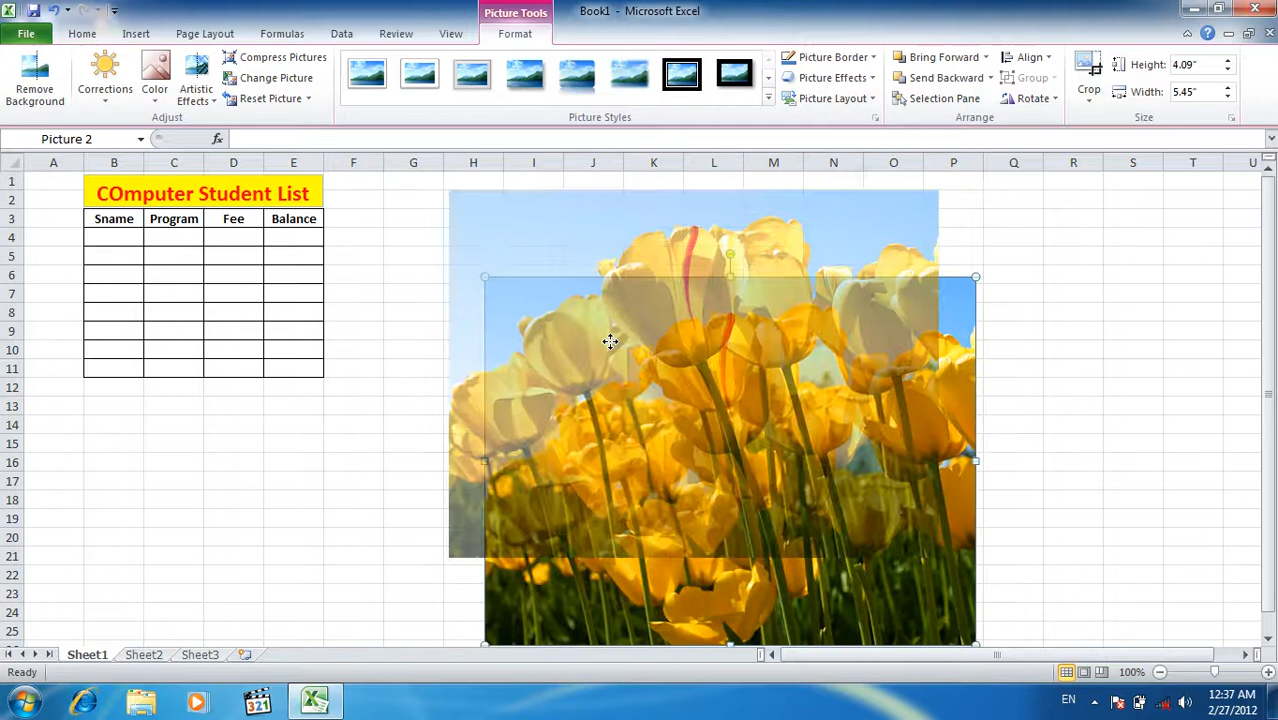 Picture Tools
Book1 - Microsoft Excel
File Home Insert Page Layout Formulas Data Review View Format
Remove Background
Corrections
Color
Artistic Effects
Compress Pictures
Change Picture
Reset Picture
Adjust
Picture Styles
Picture Border
Picture Effects
Picture Layout
Bring Forward
Send Backward
Selection Pane
Align
Group
Rotate
Arrange
Crop
Height: 4.09"
Width: 5.45"
Size
Picture 2
fx
A B C D E F G H I J K L M N O P Q R S T U
1
2 COmputer Student List
3 Sname Program Fee Balance
4
5
6
7
8
9
10
11
12
13
14
15
16
17
18
19
20
21
22
23
24
25
Sheet1 Sheet2 Sheet3
Ready
100%
321
EN
12:37 AM
2/27/2012